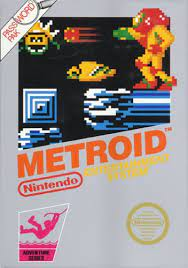 PASSWORD
PAK
METROID
Nintendo
ENTERTAINMENT
SYSTEM
ADVENTURE
SERIES